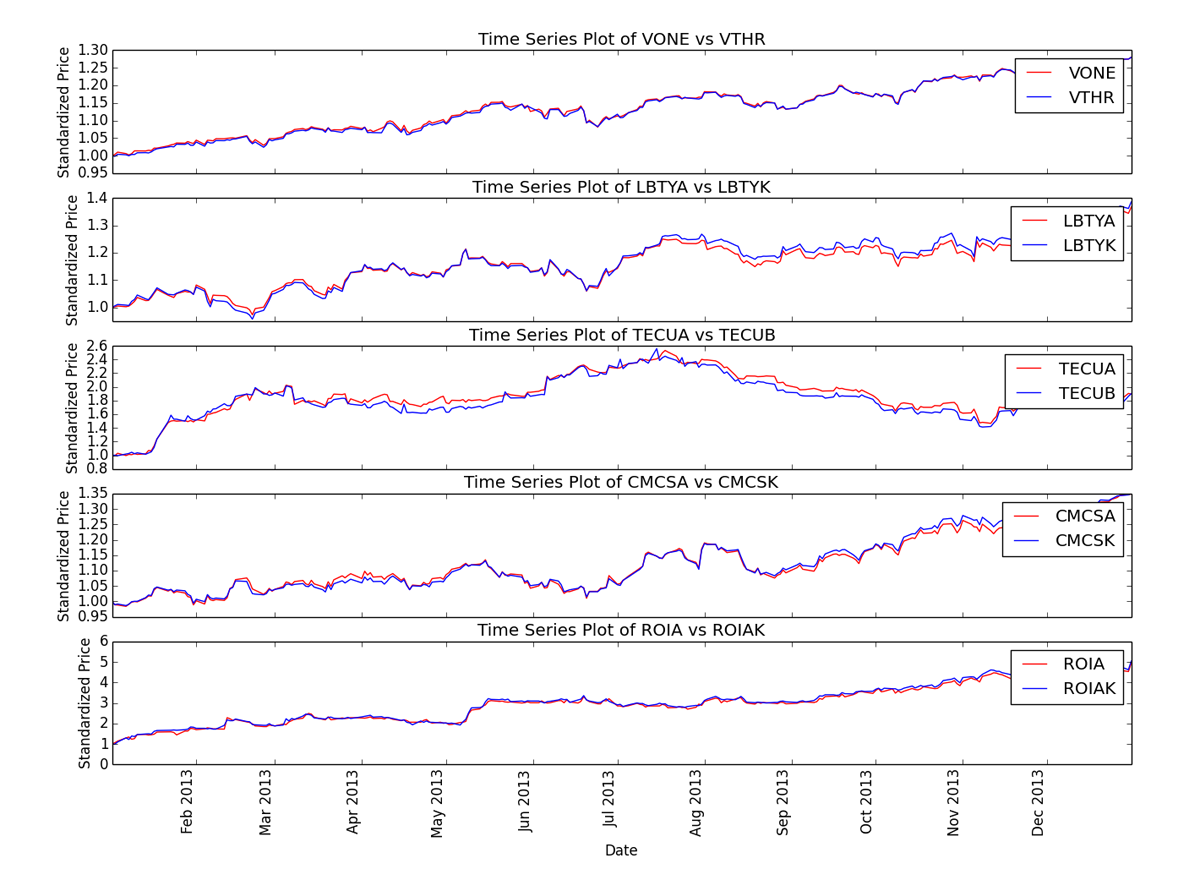 Time Series Plot of VONE vs VTHR
Standardized Price
1.30
1.25
1.20
1.15
1.10
1.05
1.00
0.95
VONE
VTHR
Time Series Plot of LBTYA vs LBTYK
Standardized Price
1.4
1.3
1.2
1.1
1.0
LBTYA
LBTYK
Time Series Plot of TECUA vs TECUB
Standardized Price
2.6
2.4
2.2
2.0
1.8
1.6
1.4
1.2
1.0
0.8
TECUA
TECUB
Time Series Plot of CMCSA vs CMCSK
Standardized Price
1.35
1.30
1.25
1.20
1.15
1.10
1.05
1.00
0.95
CMCSA
CMCSK
Time Series Plot of ROIA vs ROIAK
Standardized Price
6
5
4
3
2
1
0
ROIA
ROIAK
Feb 2013
Mar 2013
Apr 2013
May 2013
Jun 2013
Jul 2013
Aug 2013
Sep 2013
Oct 2013
Nov 2013
Dec 2013
Date